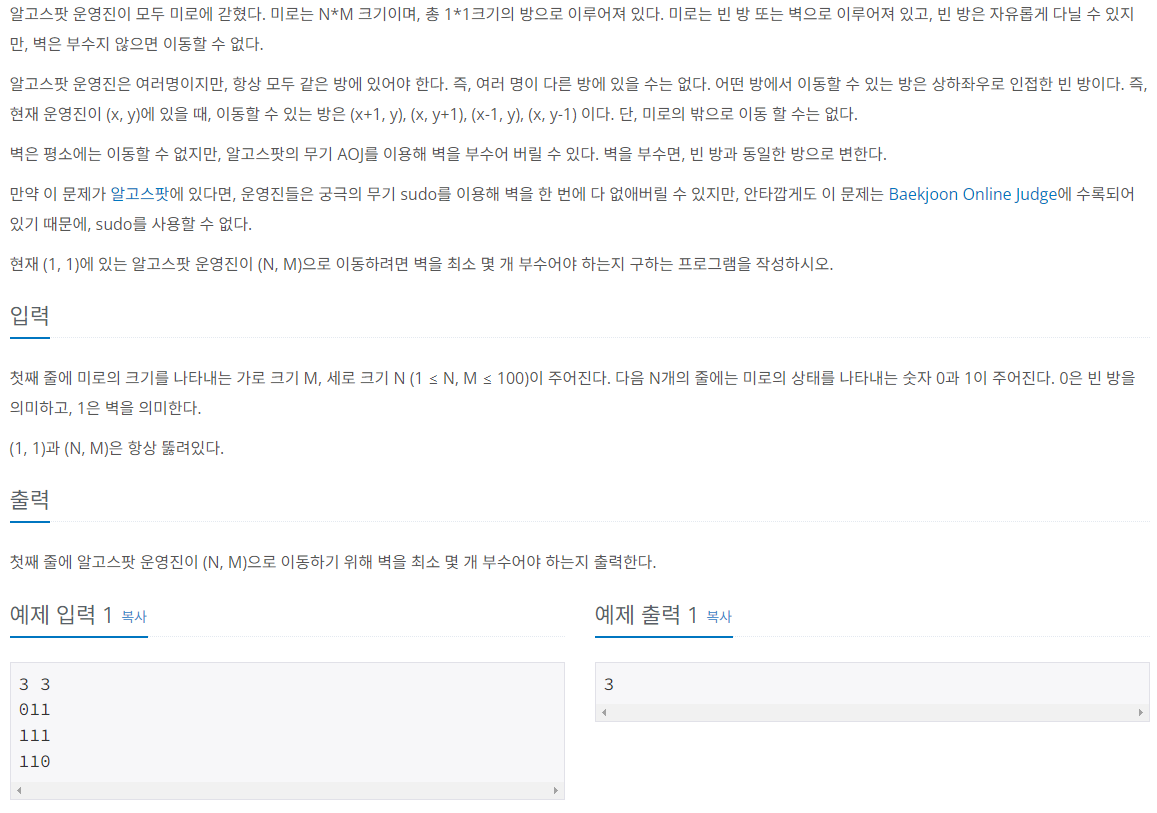 알고스팟 운영진이 모두 미로에 갇혔다. 미로는 N*M 크기이며, 총 1*1크기의 방으로 이루어져 있다. 미로는 빈 방 또는 벽으로 이루어져 있고, 빈 방은 자유롭게 다닐 수 있지
만, 벽은 부수지 않으면 이동할 수 없다.
알고스팟 운영진은 여러명이지만, 항상 모두 같은 방에 있어야 한다. 즉, 여러 명이 다른 방에 있을 수는 없다. 어떤 방에서 이동할 수 있는 방은 상하좌우로 인접한 빈 방이다. 즉,
현재 운영진이 (x, y)에 있을 때, 이동할 수 있는 방은 (x+1, y), (x, y+1), (x-1, y), (x, y-1) 이다. 단, 미로의 밖으로 이동 할 수는 없다.
벽은 평소에는 이동할 수 없지만, 알고스팟의 무기 AOJ를 이용해 벽을 부수어 버릴 수 있다. 벽을 부수면, 빈 방과 동일한 방으로 변한다.
만약 이 문제가 알고스팟에 있다면, 운영진들은 궁극의 무기 sudo를 이용해 벽을 한 번에 다 없애버릴 수 있지만, 안타깝게도 이 문제는 Baekjoon Online Judge에 수록되어
있기 때문에, sudo를 사용할 수 없다.
현재 (1, 1)에 있는 알고스팟 운영진이 (N, M)으로 이동하려면 벽을 최소 몇 개 부수어야 하는지 구하는 프로그램을 작성하시오.
입력
첫째 줄에 미로의 크기를 나타내는 가로 크기 M, 세로 크기 N (1 ≤ N, M ≤ 100)이 주어진다. 다음 N개의 줄에는 미로의 상태를 나타내는 숫자 0과 1이 주어진다. 0은 빈 방을
의미하고, 1은 벽을 의미한다.
(1, 1)과 (N, M)은 항상 뚫려있다.
출력
첫째 줄에 알고스팟 운영진이 (N, M)으로 이동하기 위해 벽을 최소 몇 개 부수어야 하는지 출력한다.
예제 입력 1 복사
3 3
011
111
110
예제 출력 1 복사
3